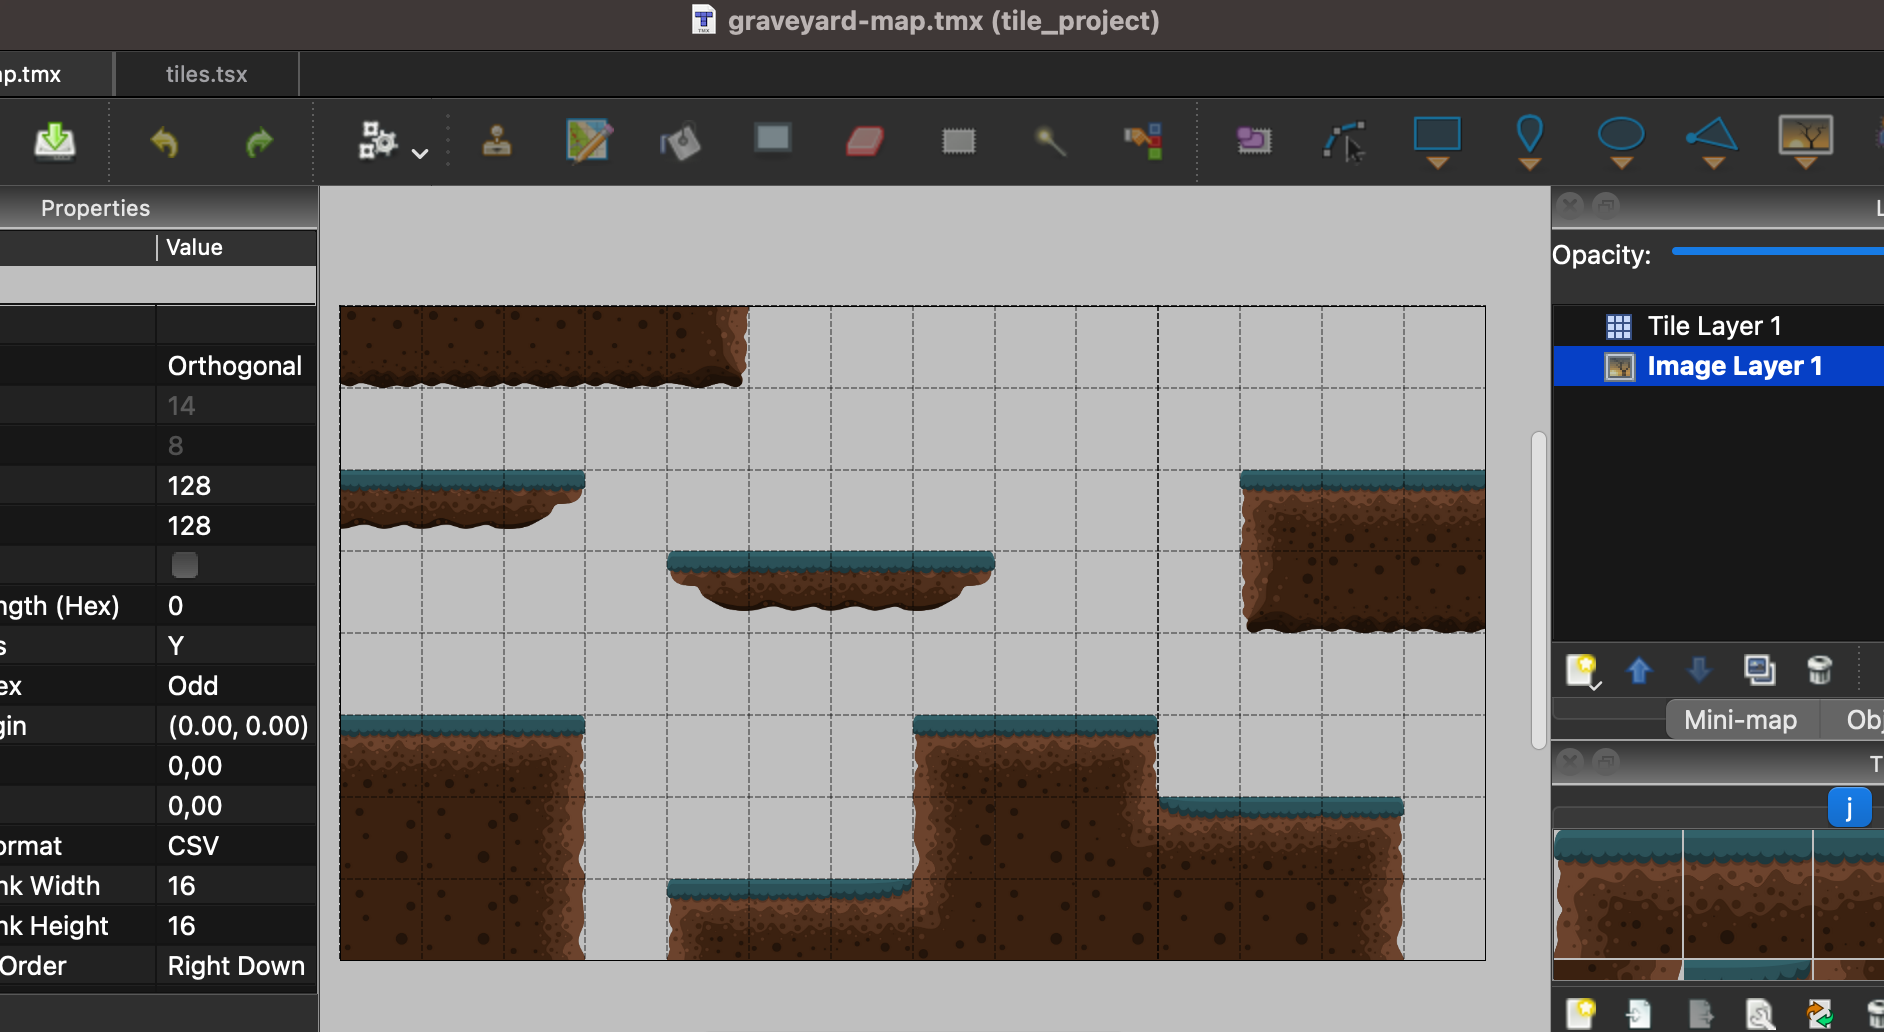 graveyard-map.tmx (tile_project)
p.tmx
tiles.tsx
Properties
Value
Opacity:
Tile Layer 1
Image Layer 1
Orthogonal
14
8
128
128
ngth (Hex) 0
s Y
ex Odd
gin (0.00, 0.00)
0,00
0,00
ormat CSV
nk Width 16
nk Height 16
Order Right Down
Mini-map
Obj
T
j